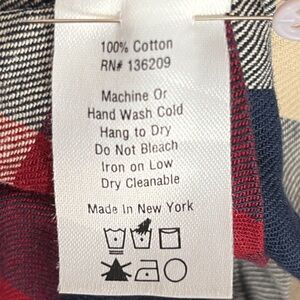 100% Cotton
RN# 136209
Machine Or
Hand Wash Cold
Hang to Dry
Do Not Bleach
Iron on Low
Dry Cleanable
Made In New York